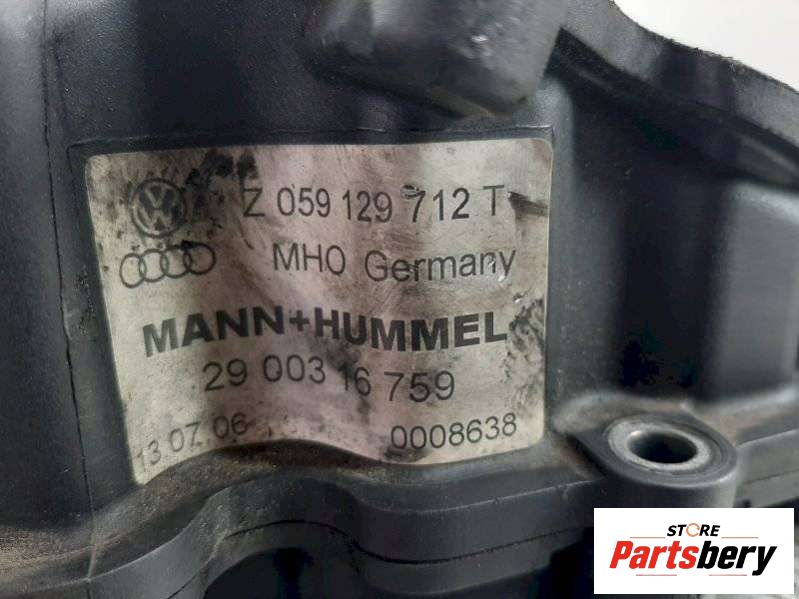 Z 059 129 712 T
MHO Germany
MANN+HUMMEL
29 003 16 759
13 07 06
0008638
STORE
Partsbery